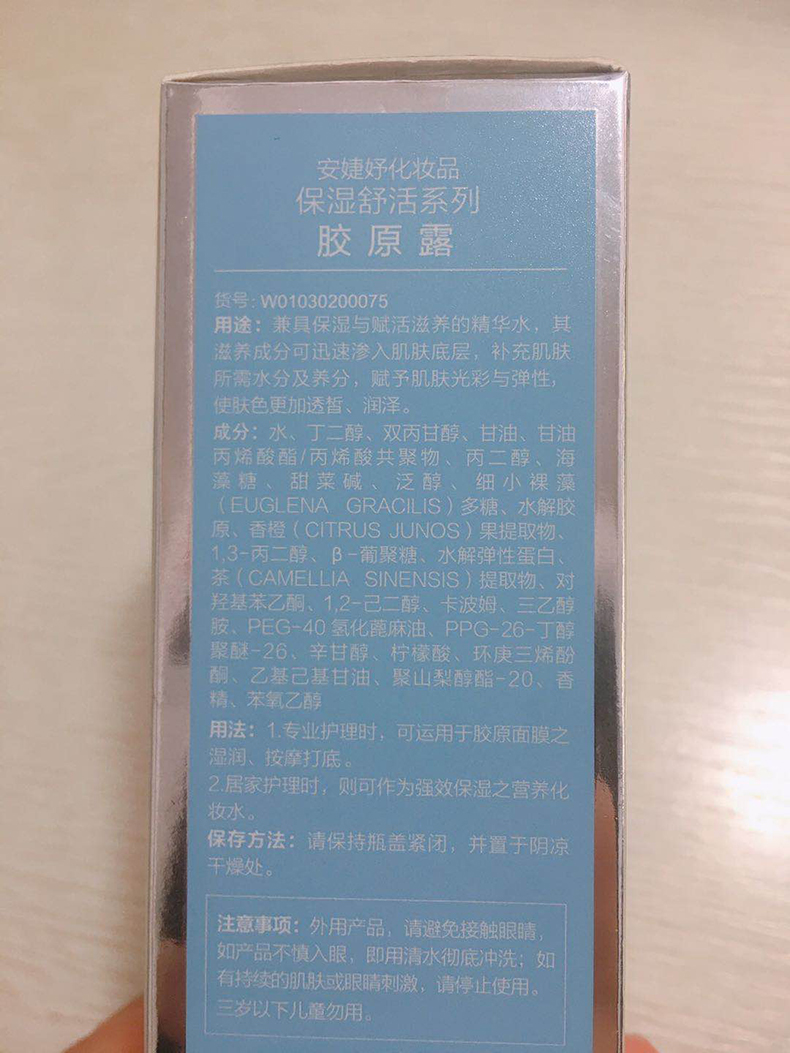 安婕妤化妆品
保湿舒活系列
胶原露
货号: W01030200075
用途：兼具保湿与赋活滋养的精华水，其
滋养成分可迅速渗入肌肤底层，补充肌肤
所需水分及养分，赋予肌肤光彩与弹性，
使肤色更加透皙、润泽。
成分：水、丁二醇、双丙甘醇、甘油、甘油
丙烯酸酯/丙烯酸共聚物、丙二醇、海
藻糖、甜菜碱、泛醇、细小裸藻
（EUGLENA GRACILIS）多糖、水解胶
原、香橙（CITRUS JUNOS）果提取物、
1,3-丙二醇、β-葡聚糖、水解弹性蛋白、
茶（CAMELLIA SINENSIS）提取物、对
羟基苯乙酮、1,2-己二醇、卡波姆、三乙醇
胺、PEG-40氢化蓖麻油、PPG-26-丁醇
聚醚-26、辛甘醇、柠檬酸、环庚三烯酚
酮、乙基己基甘油、聚山梨醇酯-20、香
精、苯氧乙醇
用法：1.专业护理时，可运用于胶原面膜之
湿润、按摩打底。
2.居家护理时，则可作为强效保湿之营养化
妆水。
保存方法：请保持瓶盖紧闭，并置于阴凉
干燥处。
注意事项：外用产品，请避免接触眼睛，
如产品不慎入眼，即用清水彻底冲洗；如
有持续的肌肤或眼睛刺激，请停止使用。
三岁以下儿童勿用。